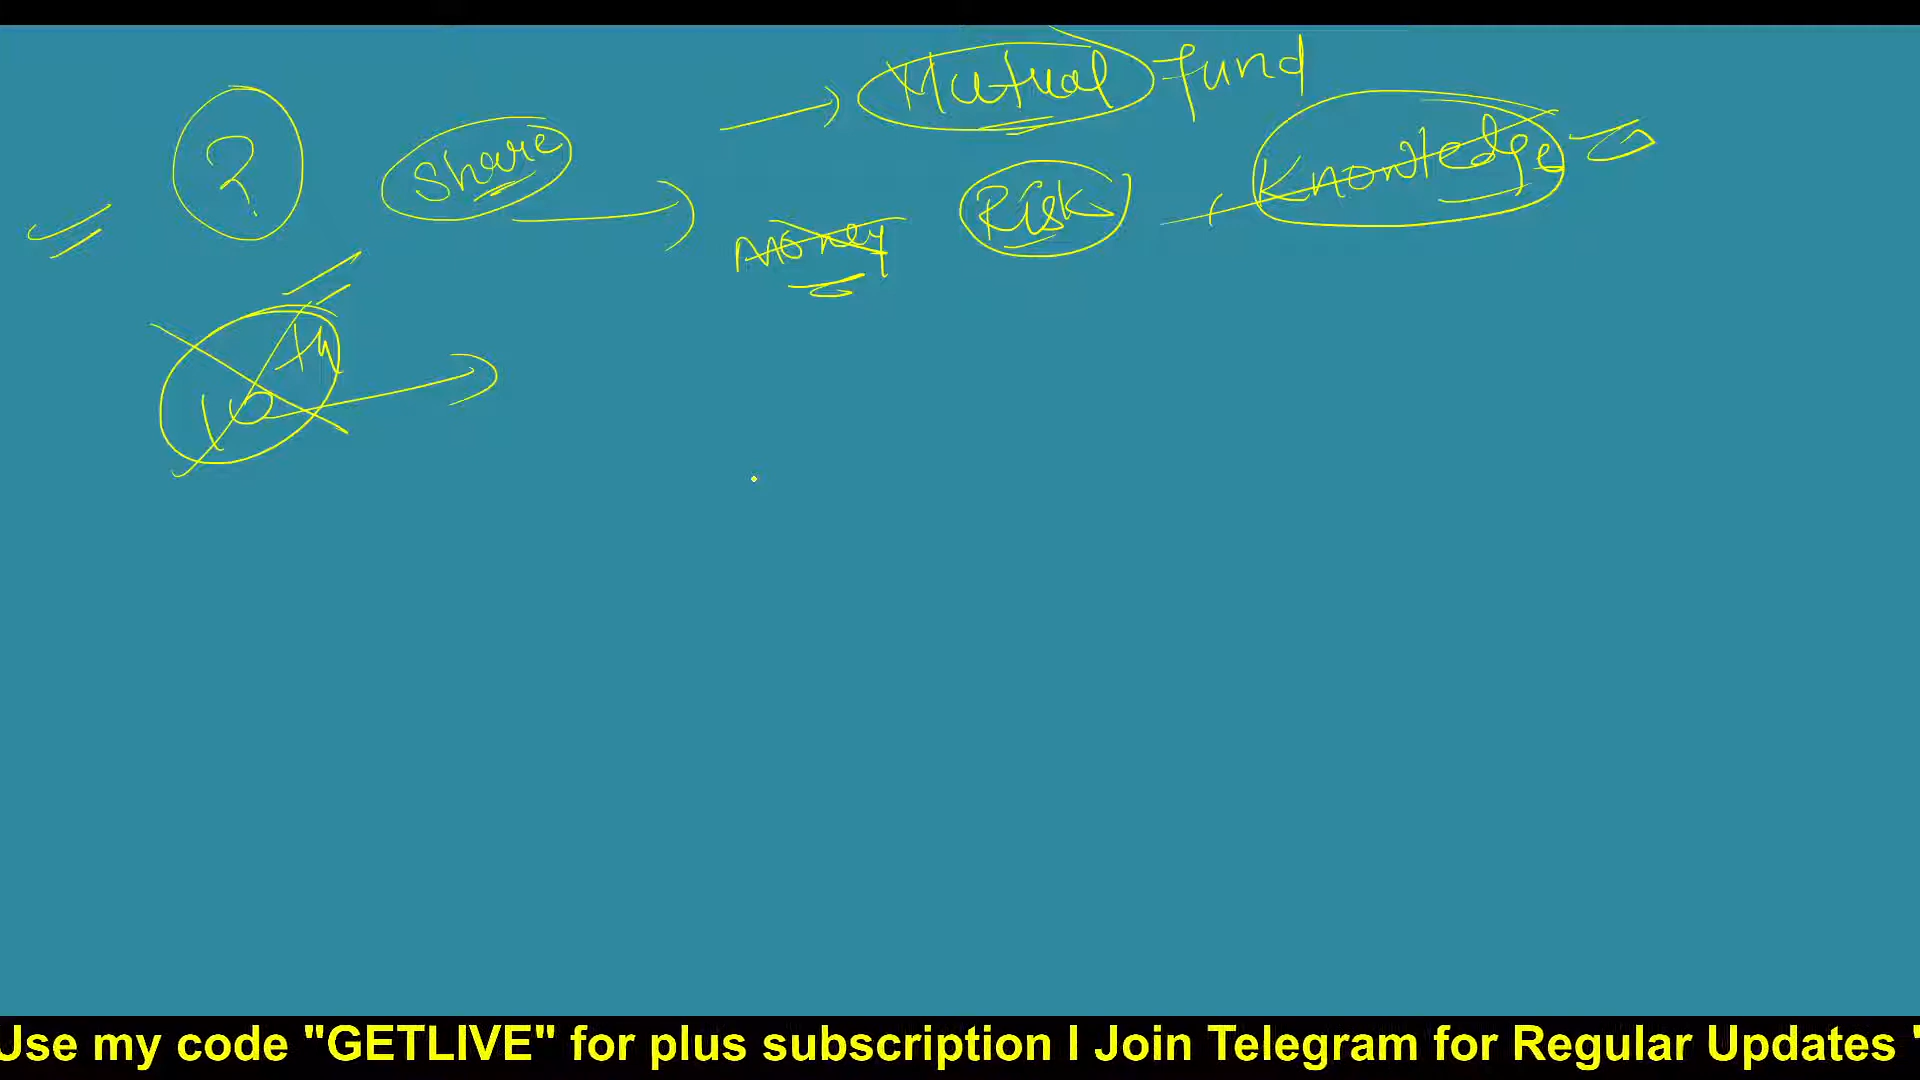 Mutual Fund
? Share
Knowledge
Risk
Money
Use my code "GETLIVE" for plus subscription I Join Telegram for Regular Updates "